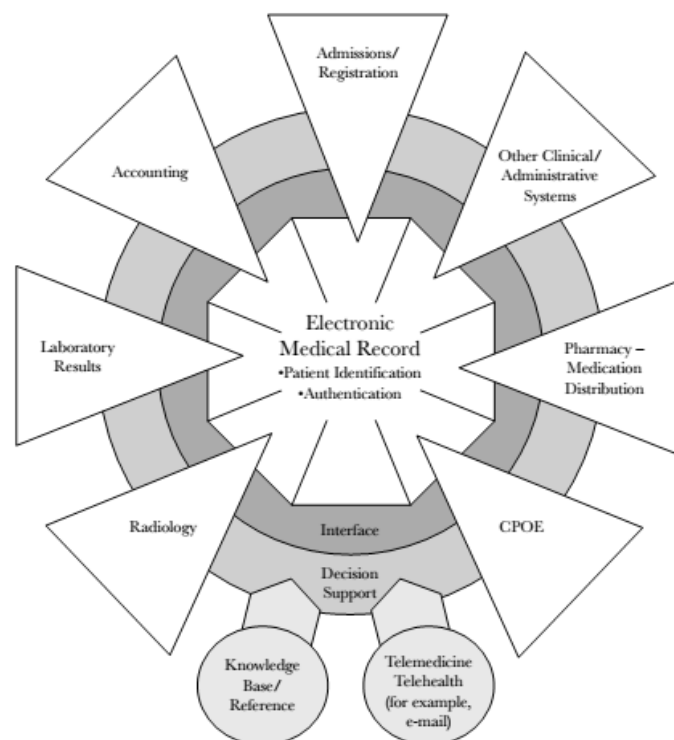 Admissions/
Registration
Accounting
Other Clinical/
Administrative
Systems
Electronic
Medical Record
•Patient Identification
•Authentication
Laboratory
Results
Pharmacy –
Medication
Distribution
Radiology
Interface
CPOE
Decision
Support
Knowledge
Base/
Reference
Telemedicine
Telehealth
(for example,
e-mail)